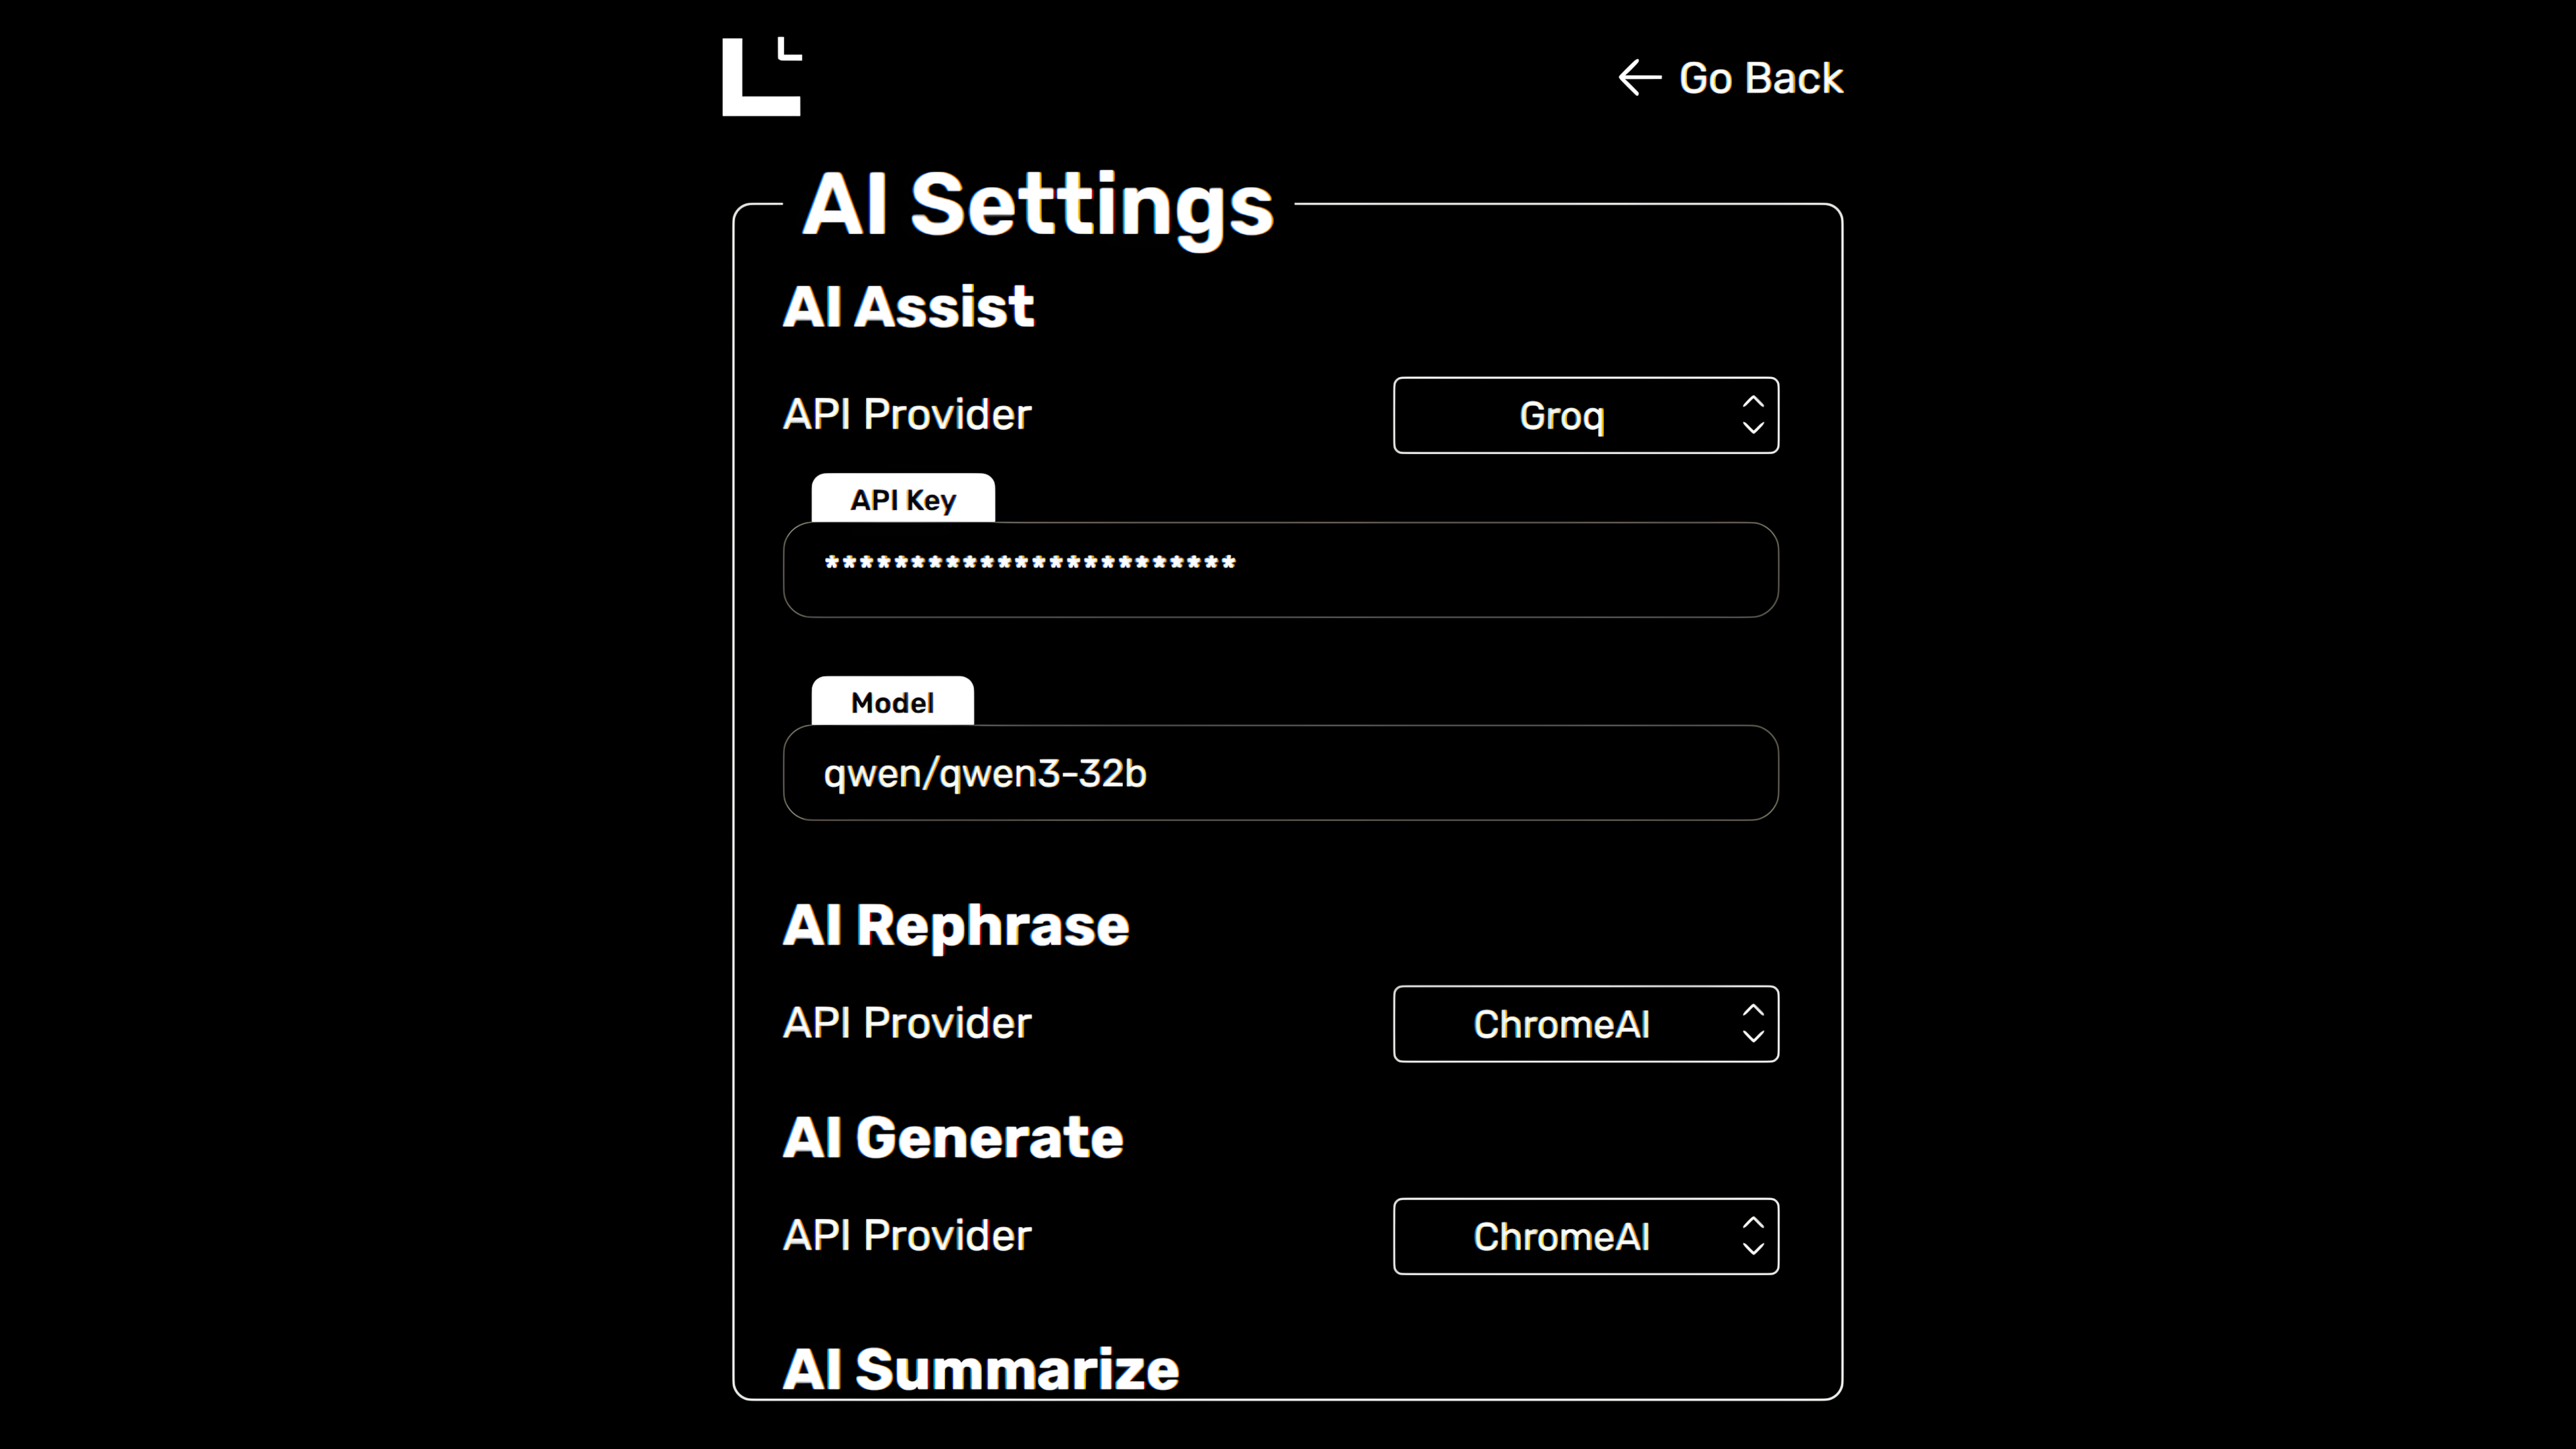 Go Back
AI Settings
AI Assist
API Provider
Groq
API Key
************************
Model
qwen/qwen3-32b
AI Rephrase
API Provider
ChromeAI
AI Generate
API Provider
ChromeAI
AI Summarize